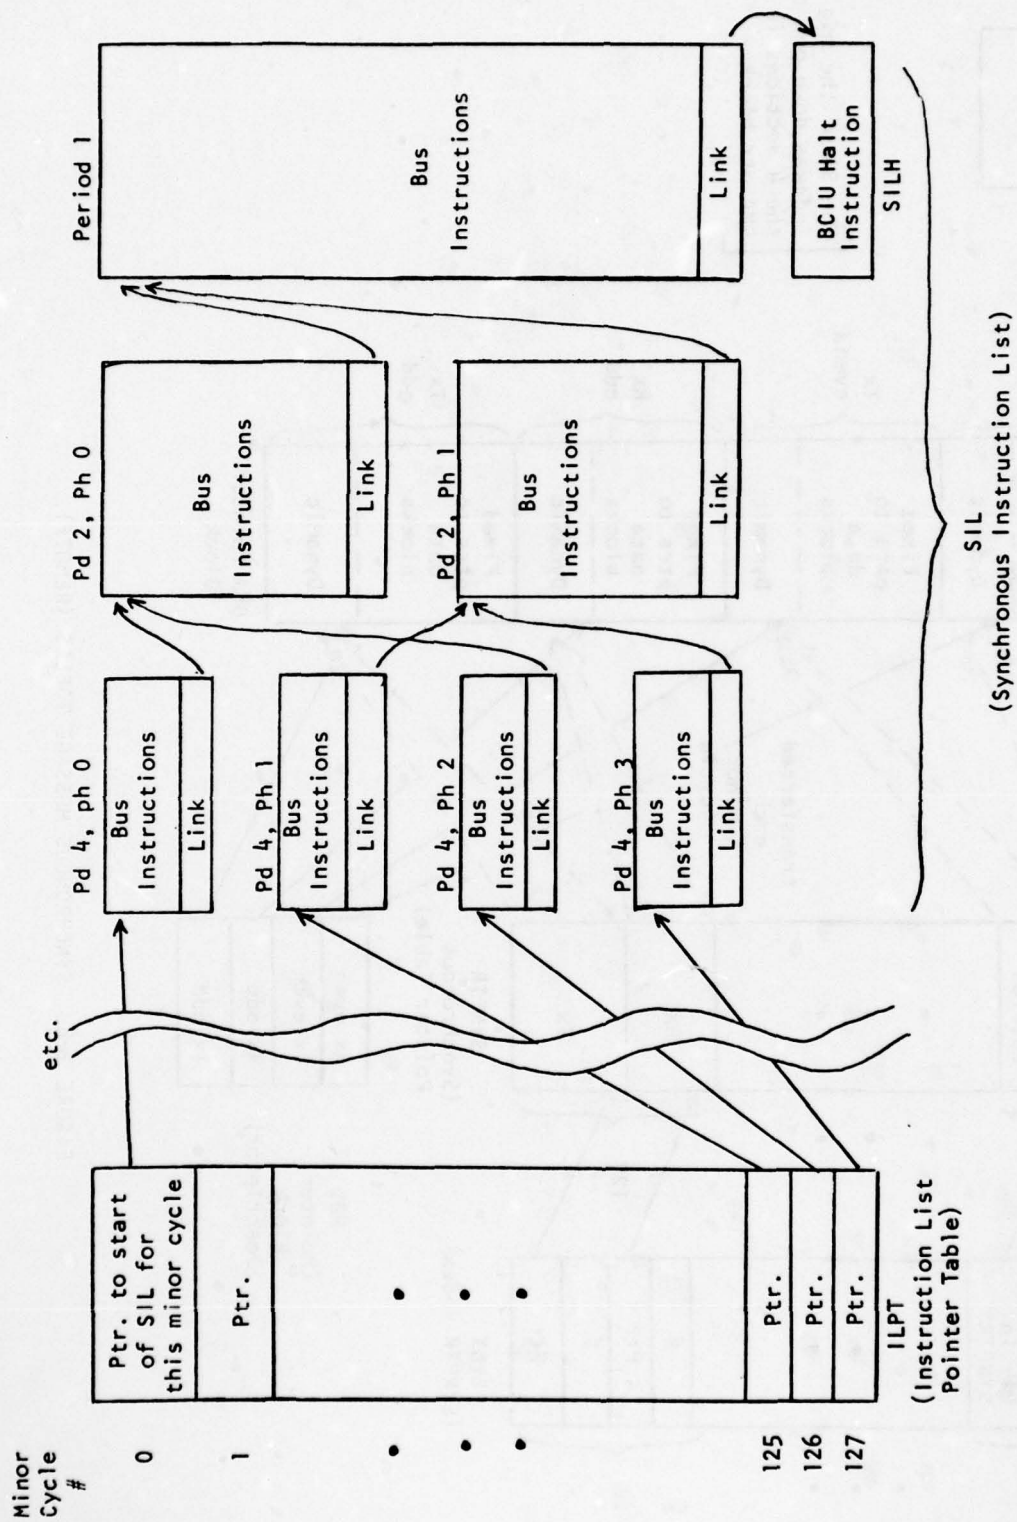 Minor
Cycle
#
0
1
125
126
127
Ptr. to start
of SIL for
this minor cycle
Ptr.
Ptr.
Ptr.
Ptr.
ILPT
(Instruction List
Pointer Table)
etc.
Pd 4, ph 0
Bus
Instructions
Link
Pd 4, Ph 1
Bus
Instructions
Link
Pd 4, Ph 2
Bus
Instructions
Link
Pd 4, Ph 3
Bus
Instructions
Link
Pd 2, Ph 0
Bus
Instructions
Link
Pd 2, Ph 1
Bus
Instructions
Link
Period 1
Bus
Instructions
Link
BCIU Halt
Instruction
SILH
SIL
(Synchronous Instruction List)